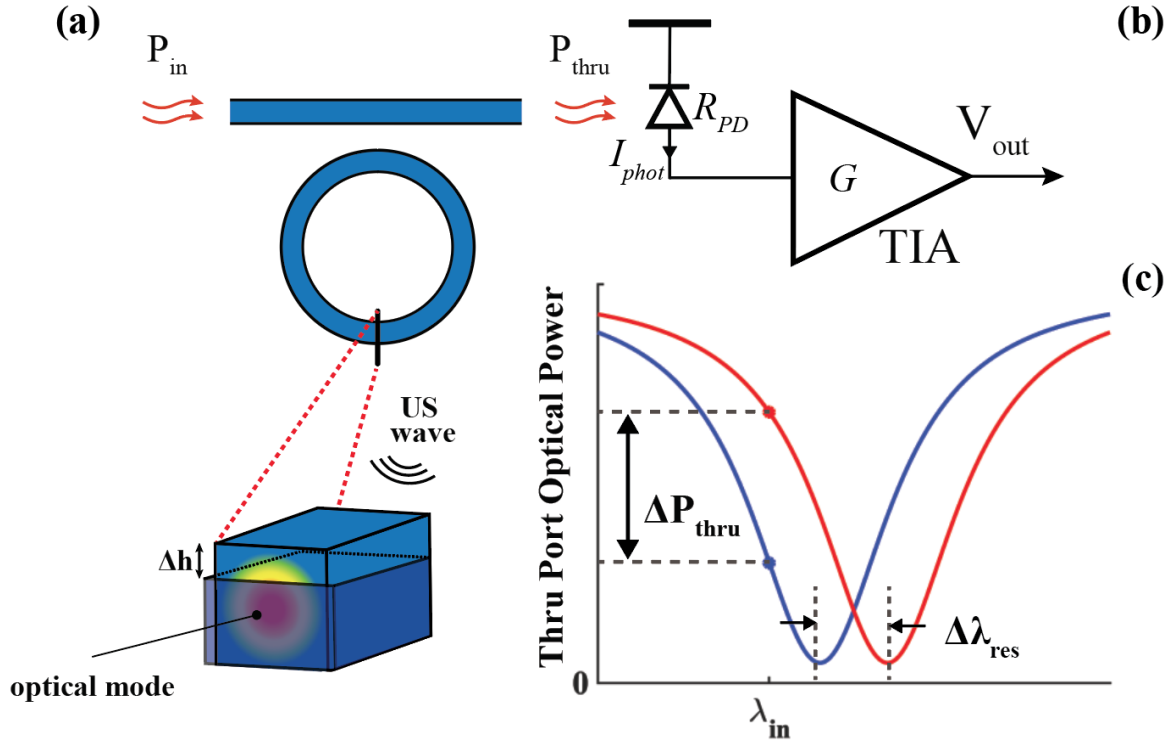 (a)
P_in
P_thru
(b)
R_PD
I_phot
G
TIA
V_out
US
wave
Δh
optical mode
(c)
Thru Port Optical Power
ΔP_thru
Δλ_res
0
λ_in